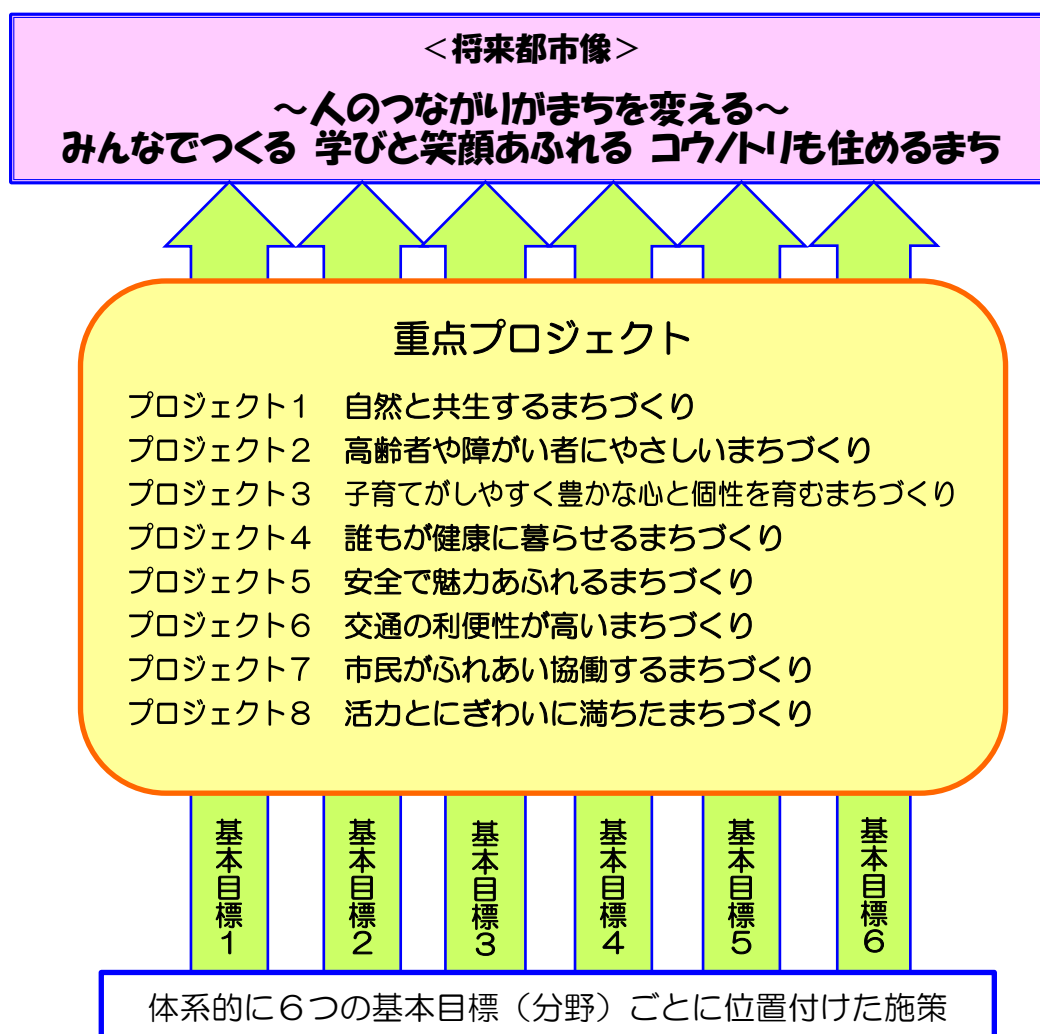 ＜将来都市像＞
～人のつながりがまちを変える～
みんなでつくる 学びと笑顔あふれる コウノトリも住めるまち
重点プロジェクト
プロジェクト１ 自然と共生するまちづくり
プロジェクト２ 高齢者や障がい者にやさしいまちづくり
プロジェクト３ 子育てがしやすく豊かな心と個性を育むまちづくり
プロジェクト４ 誰もが健康に暮らせるまちづくり
プロジェクト５ 安全で魅力あふれるまちづくり
プロジェクト６ 交通の利便性が高いまちづくり
プロジェクト７ 市民がふれあい協働するまちづくり
プロジェクト８ 活力とにぎわいに満ちたまちづくり
基本目標１
基本目標２
基本目標３
基本目標４
基本目標５
基本目標６
体系的に６つの基本目標（分野）ごとに位置付けた施策